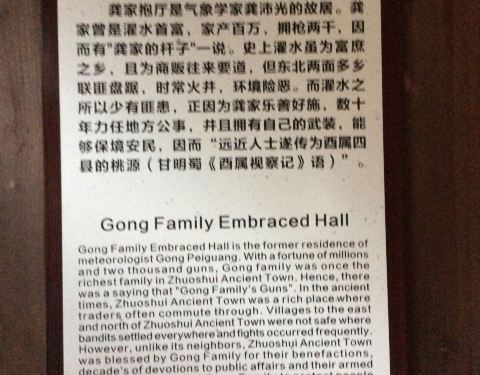 龚家抱厅是气象学家龚沛光的故居。龚
家曾是濯水首富，家产百万，拥枪两千，因
而有"龚家的杆子"一说。史上濯水虽为富庶
之乡，且为商贩往来要道，但东北两面多乡
联匪盘踞，时常火并，环境险恶。而濯水之
所以少有匪患，正因为龚家乐善好施，数十
年力任地方公事，并且拥有自己的武装，能
够保境安民，因而"远近人士遂传为酉属四
县的桃源（甘明蜀《酉属视察记》语）"。
Gong Family Embraced Hall
Gong Family Embraced Hall is the former residence of
meteorologist Gong Peiguang. With a fortune of millions
and two thousand guns, Gong family was once the
richest family in Zhuoshui Ancient Town. Hence, there
was a saying that "Gong Family's Guns". In the ancient
times, Zhuoshui Ancient Town was a rich place where
traders often commute through. Villages to the east
and north of Zhuoshui Ancient Town were not safe where
bandits settled everywhere and fights occurred frequently.
However, unlike its neighbors, Zhuoshui Ancient Town
was blessed by Gong Family for their benefactions,
decade's of devotions to public affairs and their armed